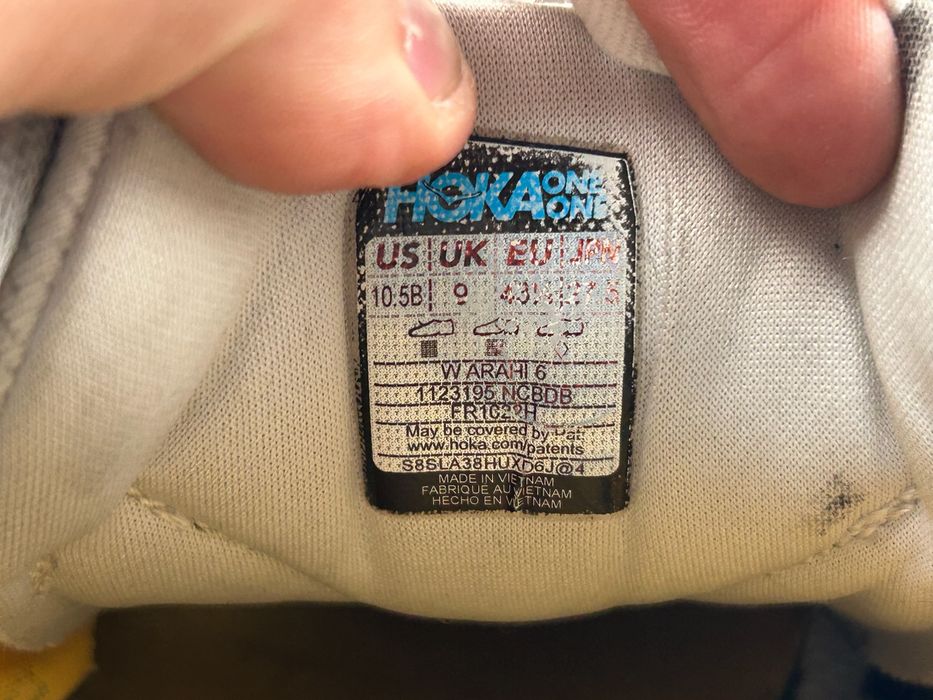 HOKA ONE ONE
US UK EU JPN
10.5B 9
W ARAHI 6
1123195 NCBDB
May be covered by Pat.
www.hoka.com/patents
S8SLA38HUXD6J@4
MADE IN VIETNAM
FABRIQUE AU VIETNAM
HECHO EN VIETNAM